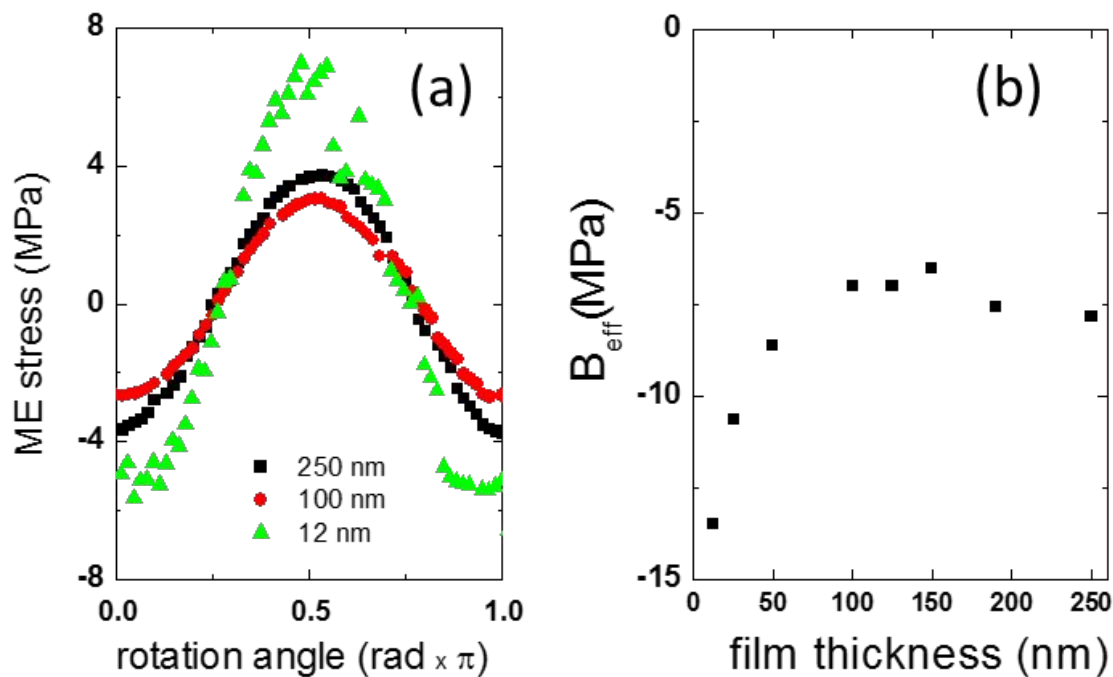 8
4
0
-4
-8
ME stress (MPa)
(a)
250 nm
100 nm
12 nm
0.0 0.5 1.0
rotation angle (rad x π)
0
-5
-10
-15
B_eff (MPa)
(b)
0 50 100 150 200 250
film thickness (nm)